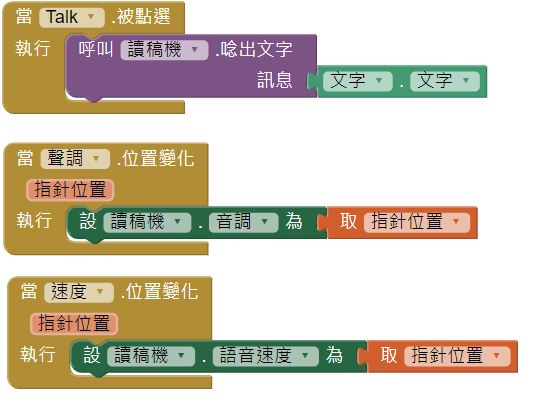 當 Talk .被點選
執行 呼叫 讀稿機 .唸出文字
訊息 文字 . 文字
當 聲調 .位置變化
指針位置
執行 設 讀稿機 . 音調 為 取 指針位置
當 速度 .位置變化
指針位置
執行 設 讀稿機 . 語音速度 為 取 指針位置